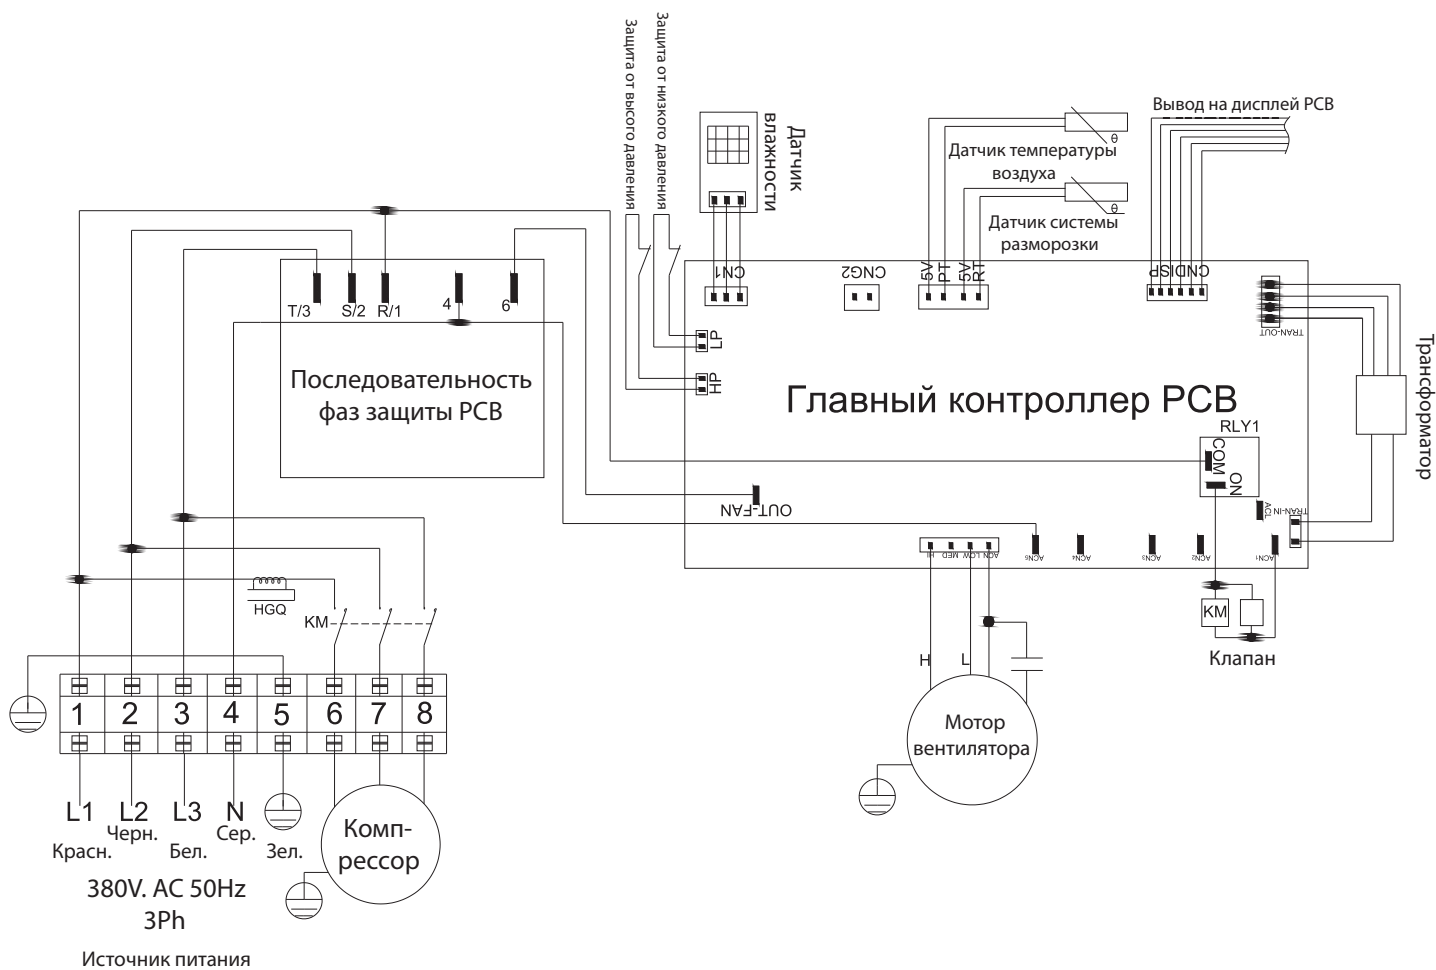 Защита от высого давления
Защита от низкого давления
Датчик
влажности
Вывод на дисплей PCB
Датчик температуры
воздуха
Датчик системы
разморозки
CN1
CNG2
5V
PT
5V
RT
CNDISP
TRAN-OUT
T/3
S/2
R/1
4
6
LP
HP
Последовательность
фаз защиты PCB
Главный контроллер PCB
Трансформатор
RLY1
COM
ON
OUT-FAN
ACL
TRAN-IN
HI
MED
LOW
ACN
ACN5
ACN4
ACN3
ACN2
ACN1
HGQ
KM
KM
Клапан
H
L
Мотор
вентилятора
1 2 3 4 5 6 7 8
L1 L2 L3 N
Красн.
Черн.
Бел.
Сер.
Зел.
Комп-
рессор
380V. AC 50Hz
3Ph
Источник питания